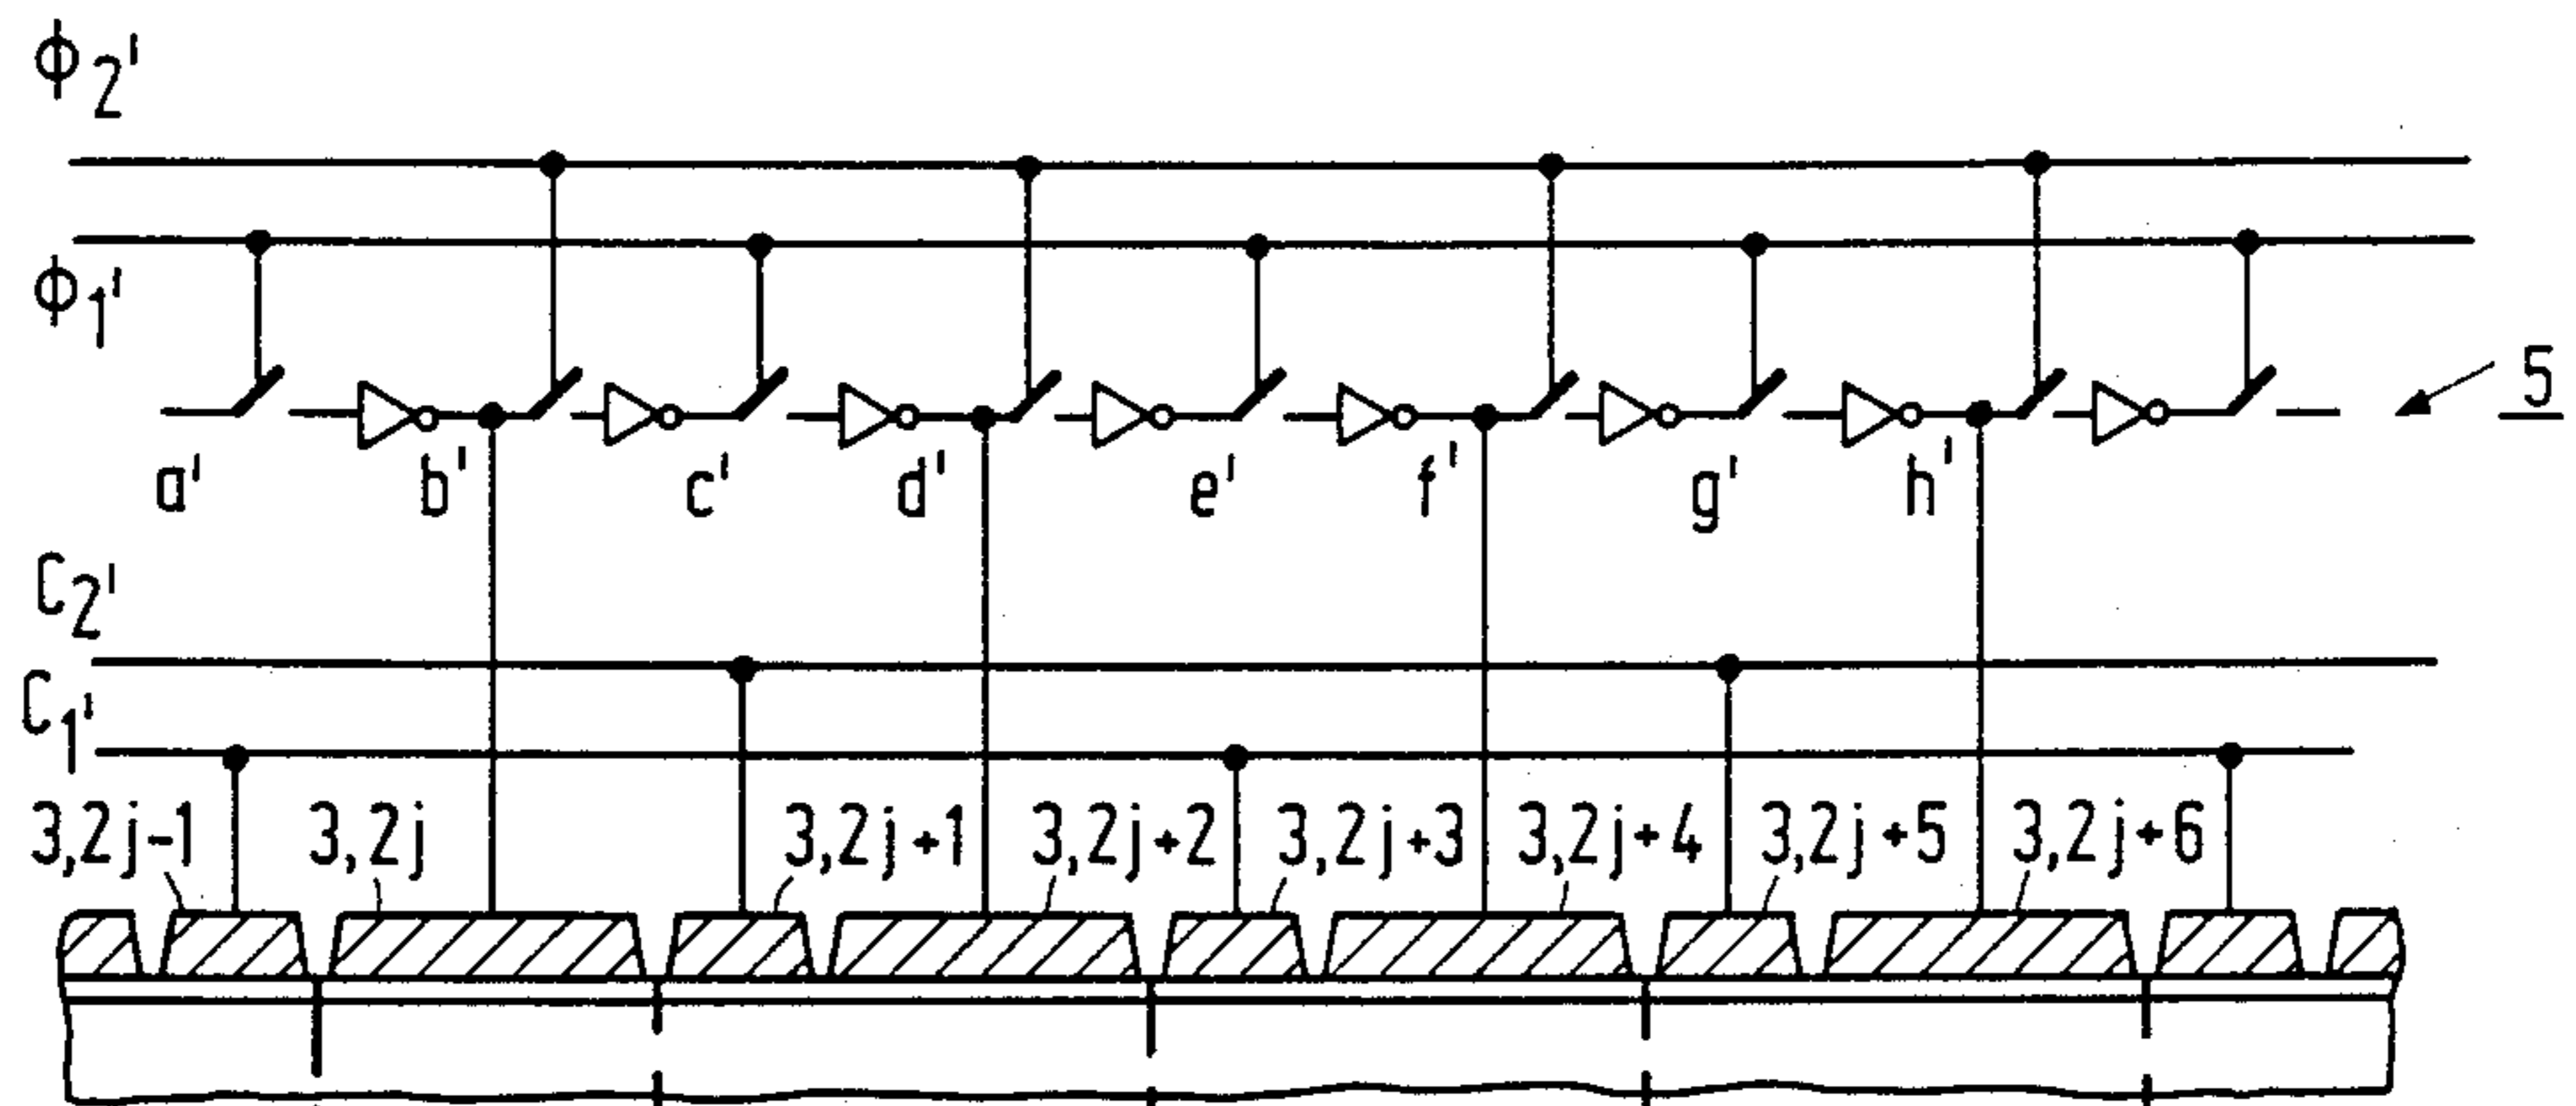 ϕ2'
ϕ1'
5
a' b' c' d' e' f' g' h'
C2'
C1'
3,2j-1 3,2j 3,2j+1 3,2j+2 3,2j+3 3,2j+4 3,2j+5 3,2j+6